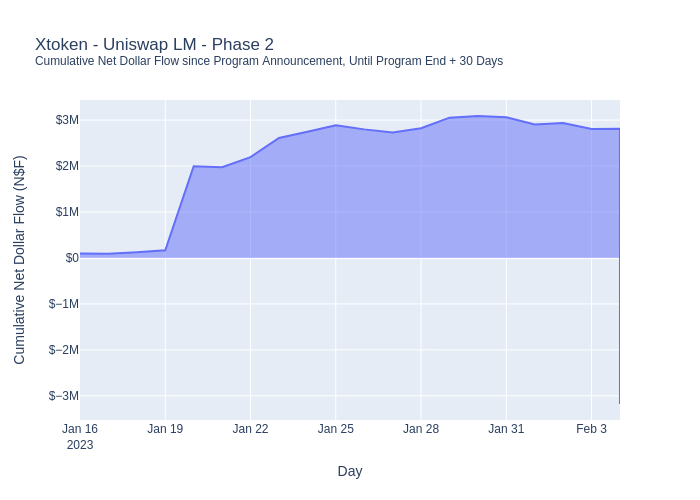 Xtoken - Uniswap LM - Phase 2
Cumulative Net Dollar Flow since Program Announcement, Until Program End + 30 Days
Cumulative Net Dollar Flow (N$F)
$3M
$2M
$1M
$0
$−1M
$−2M
$−3M
Jan 16
2023
Jan 19
Jan 22
Jan 25
Jan 28
Jan 31
Feb 3
Day